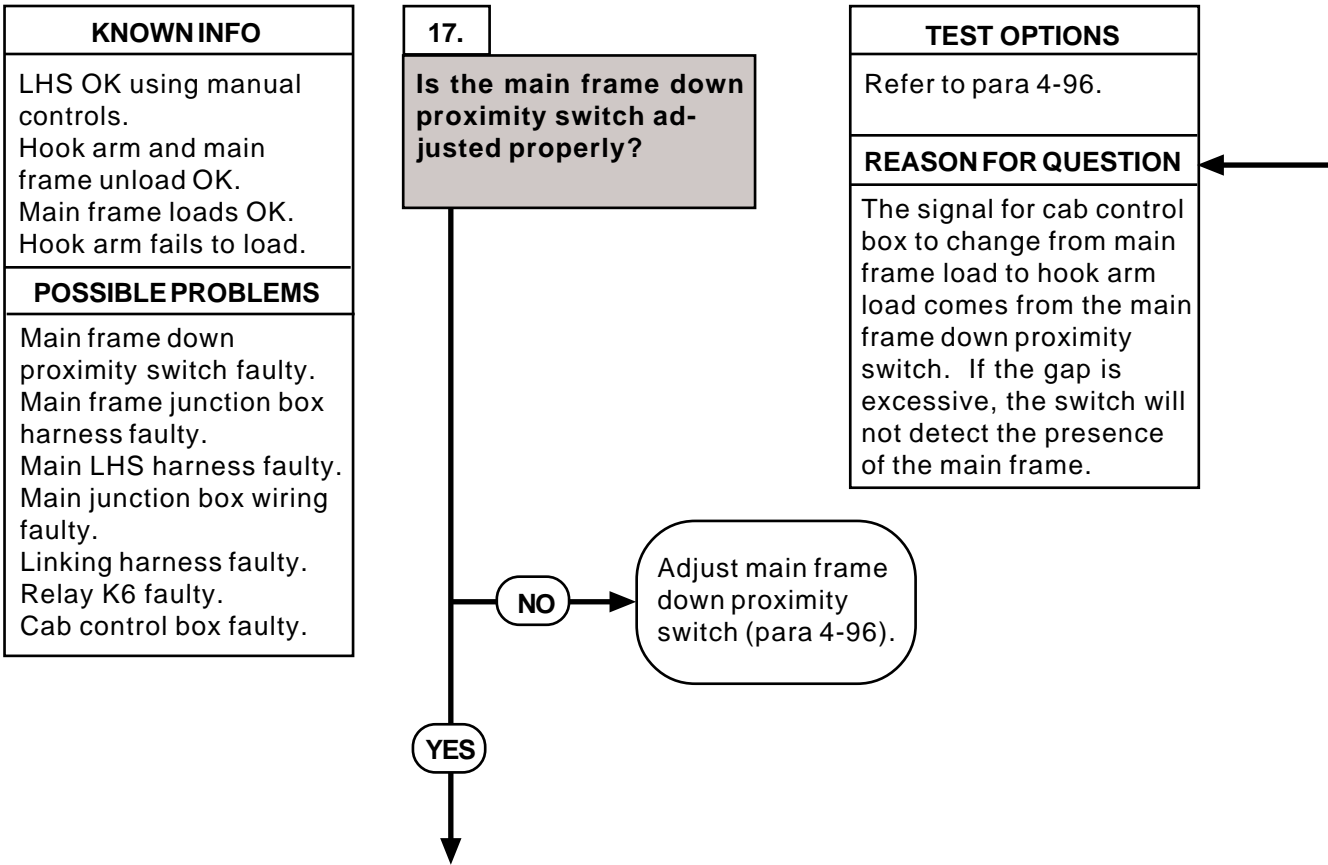 KNOWN INFO
LHS OK using manual
controls.
Hook arm and main
frame unload OK.
Main frame loads OK.
Hook arm fails to load.
POSSIBLE PROBLEMS
Main frame down
proximity switch faulty.
Main frame junction box
harness faulty.
Main LHS harness faulty.
Main junction box wiring
faulty.
Linking harness faulty.
Relay K6 faulty.
Cab control box faulty.
17.
Is the main frame down
proximity switch ad-
justed properly?
NO
Adjust main frame
down proximity
switch (para 4-96).
YES
TEST OPTIONS
Refer to para 4-96.
REASON FOR QUESTION
The signal for cab control
box to change from main
frame load to hook arm
load comes from the main
frame down proximity
switch. If the gap is
excessive, the switch will
not detect the presence
of the main frame.